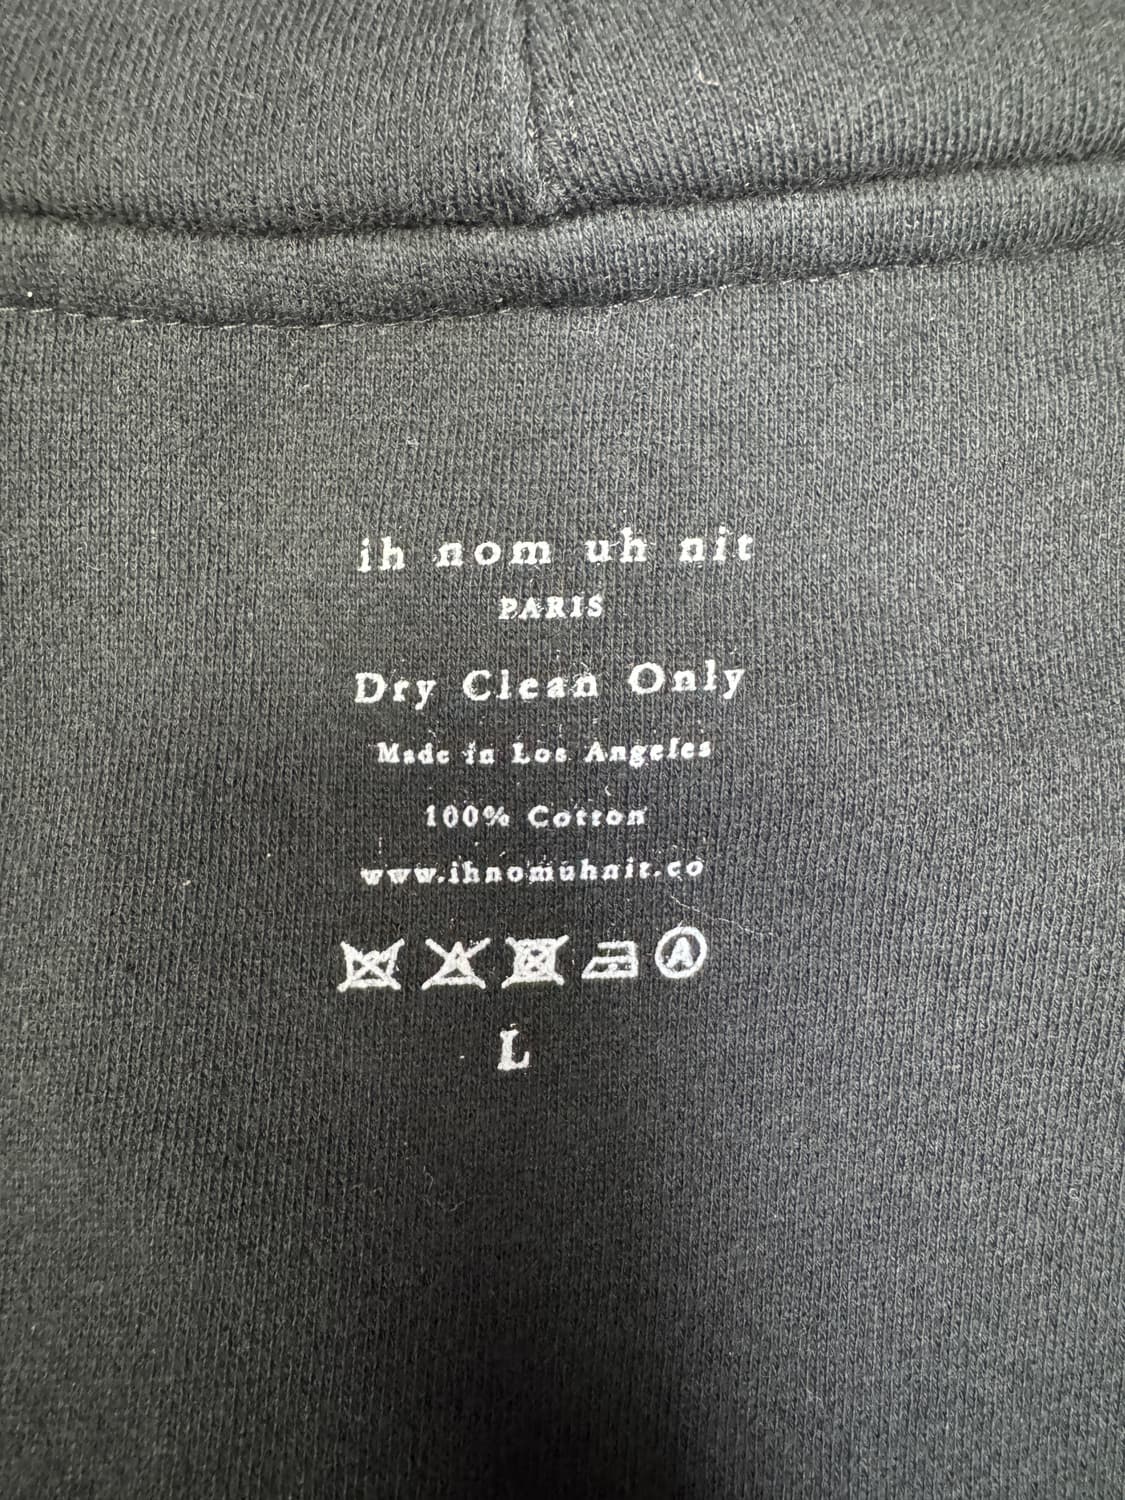 ih nom uh nit
PARIS
Dry Clean Only
Made in Los Angeles
100% Cotton
www.ihnomuhnit.co
A
L